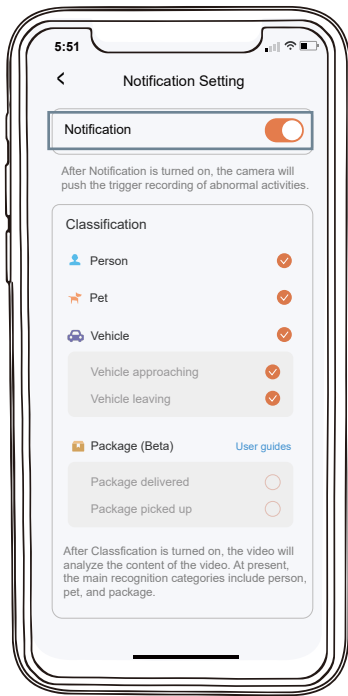 5:51
Notification Setting
Notification
After Notification is turned on, the camera will
push the trigger recording of abnormal activities.
Classification
Person
Pet
Vehicle
Vehicle approaching
Vehicle leaving
Package (Beta) User guides
Package delivered
Package picked up
After Classfication is turned on, the video will
analyze the content of the video. At present,
the main recognition categories include person,
pet, and package.